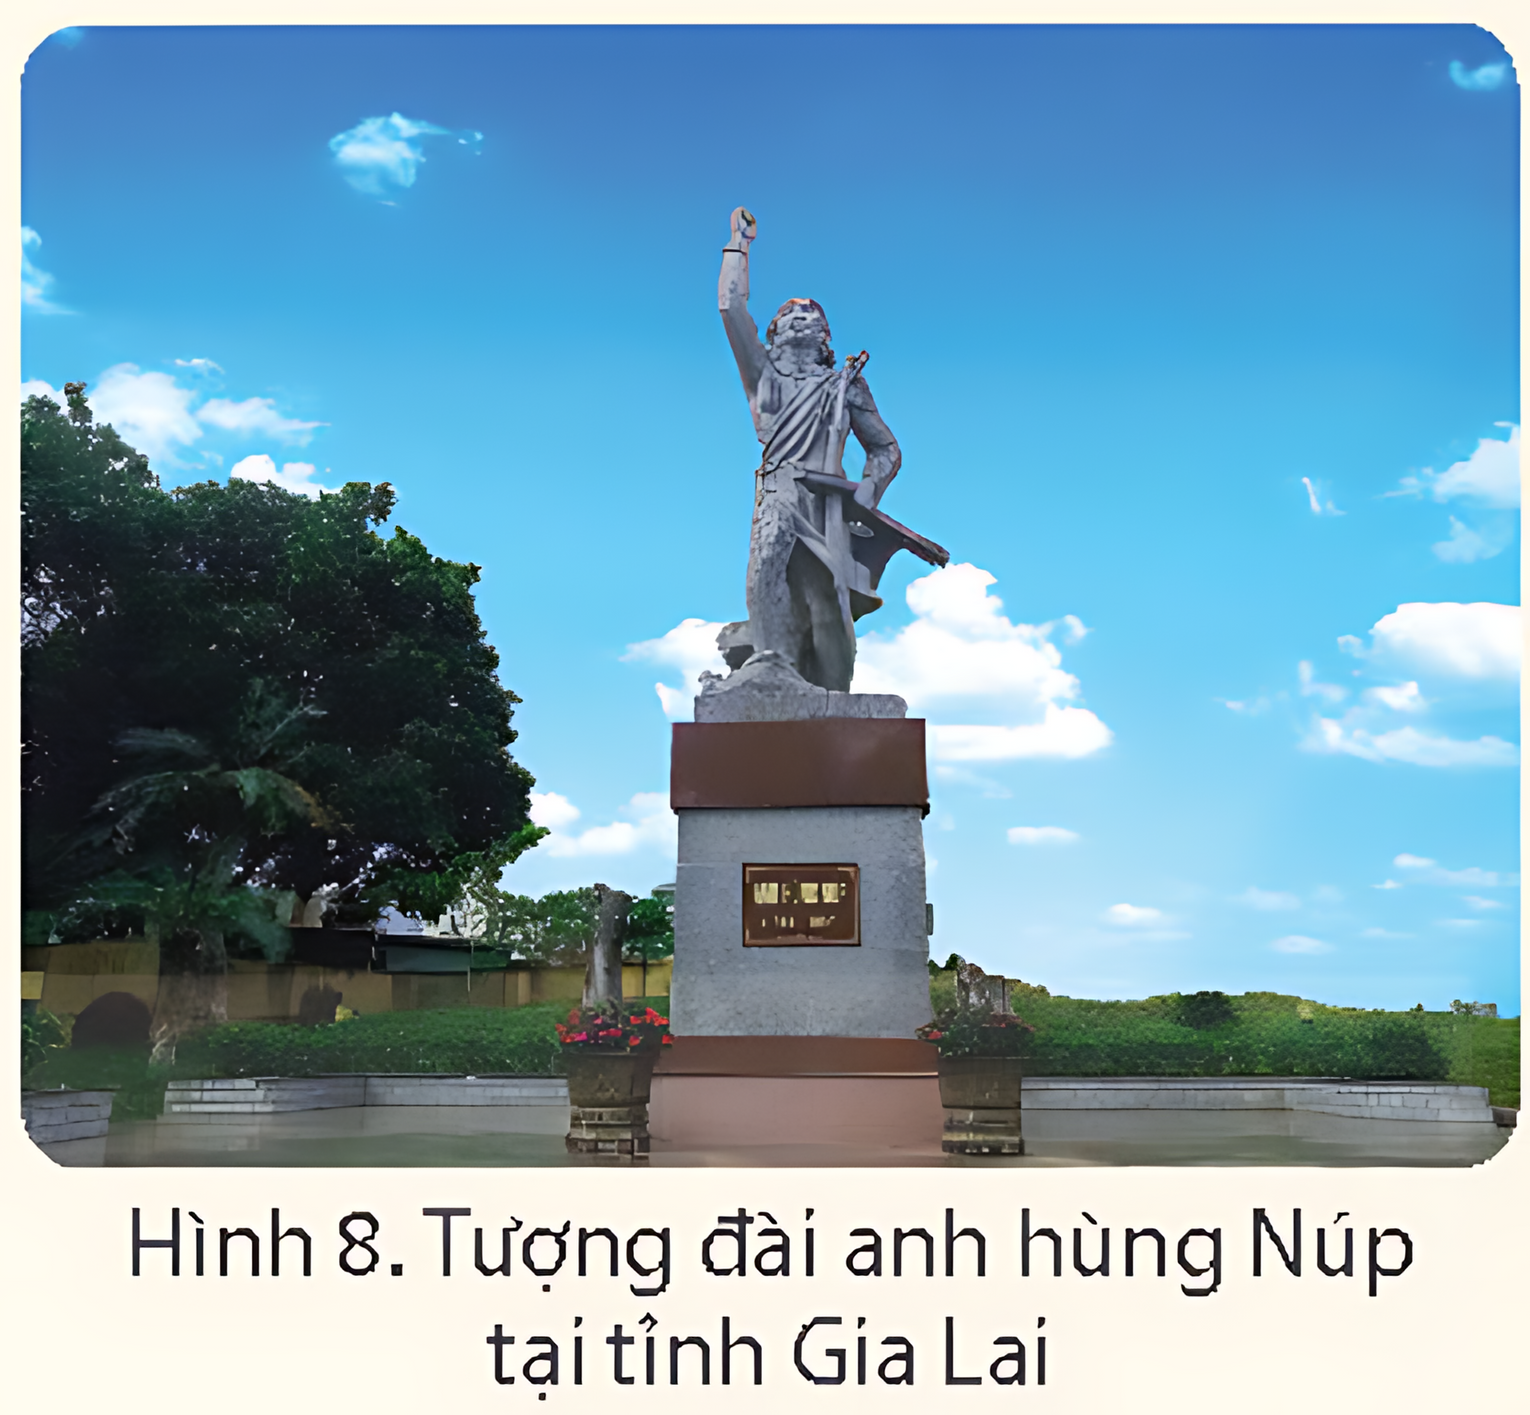 Hình 8. Tượng đài anh hùng Núp
tại tỉnh Gia Lai